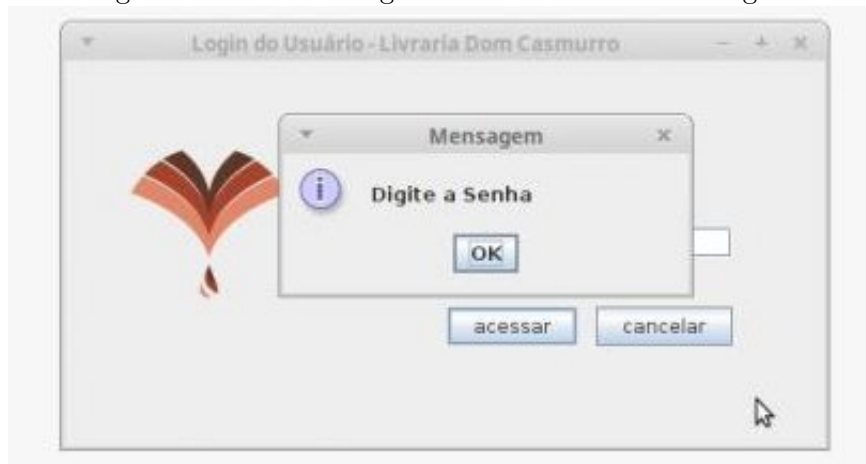 Login do Usuário - Livraria Dom Casmurro
Mensagem
Digite a Senha
OK
acessar
cancelar